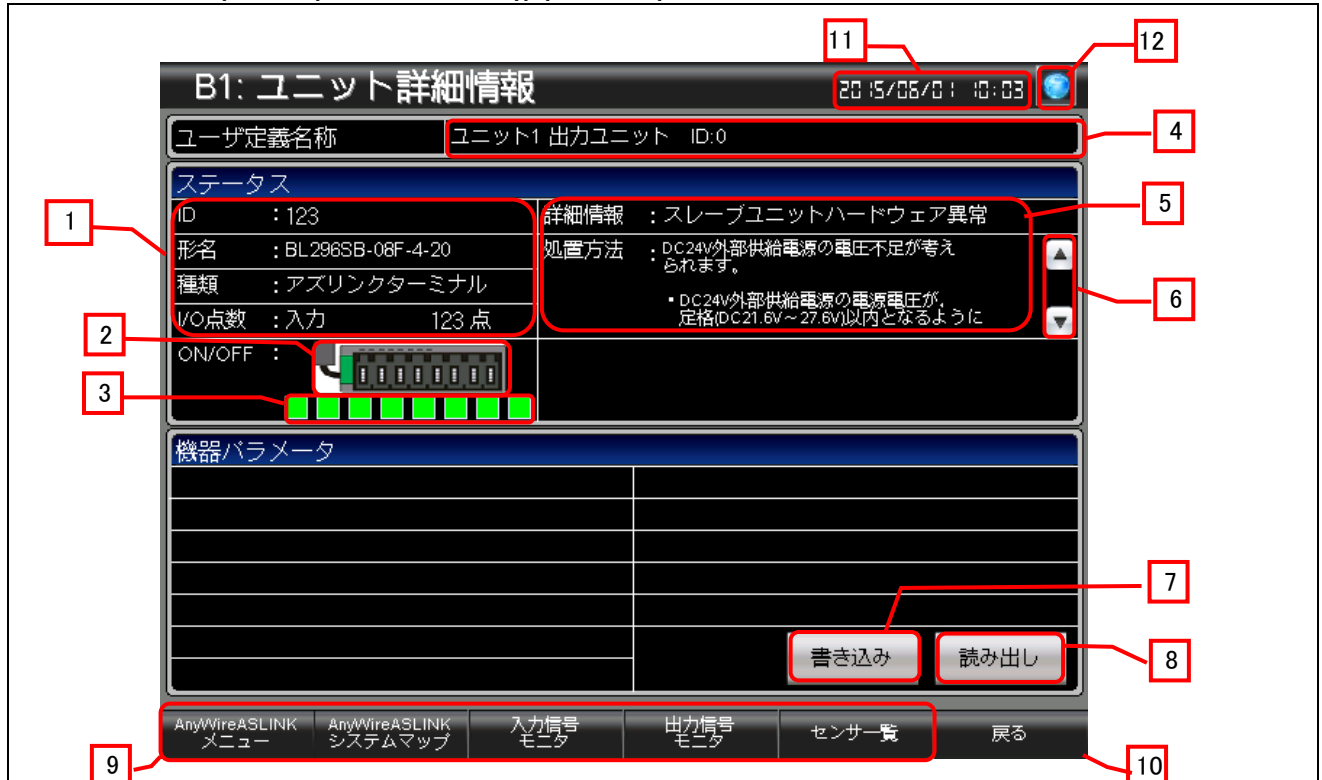 11
12
B1: ユニット詳細情報
2015/06/01 10:03
ユーザ定義名称
ユニット1 出力ユニット ID:0
4
ステータス
1
ID :123
詳細情報 :スレーブユニットハードウェア異常
5
形名 :BL296SB-08F-4-20
処置方法 :DC24V外部供給電源の電圧不足が考え
られます。
種類 :アズリンクターミナル
・DC24V外部供給電源の電源電圧が,
定格(DC21.6V～27.6V)以内となるように
6
I/O点数 :入力 123 点
2
ON/OFF :
3
機器パラメータ
7
書き込み
読み出し
8
AnyWireASLINK
メニュー
AnyWireASLINK
システムマップ
入力信号
モニタ
出力信号
モニタ
センサ一覧
戻る
9
10